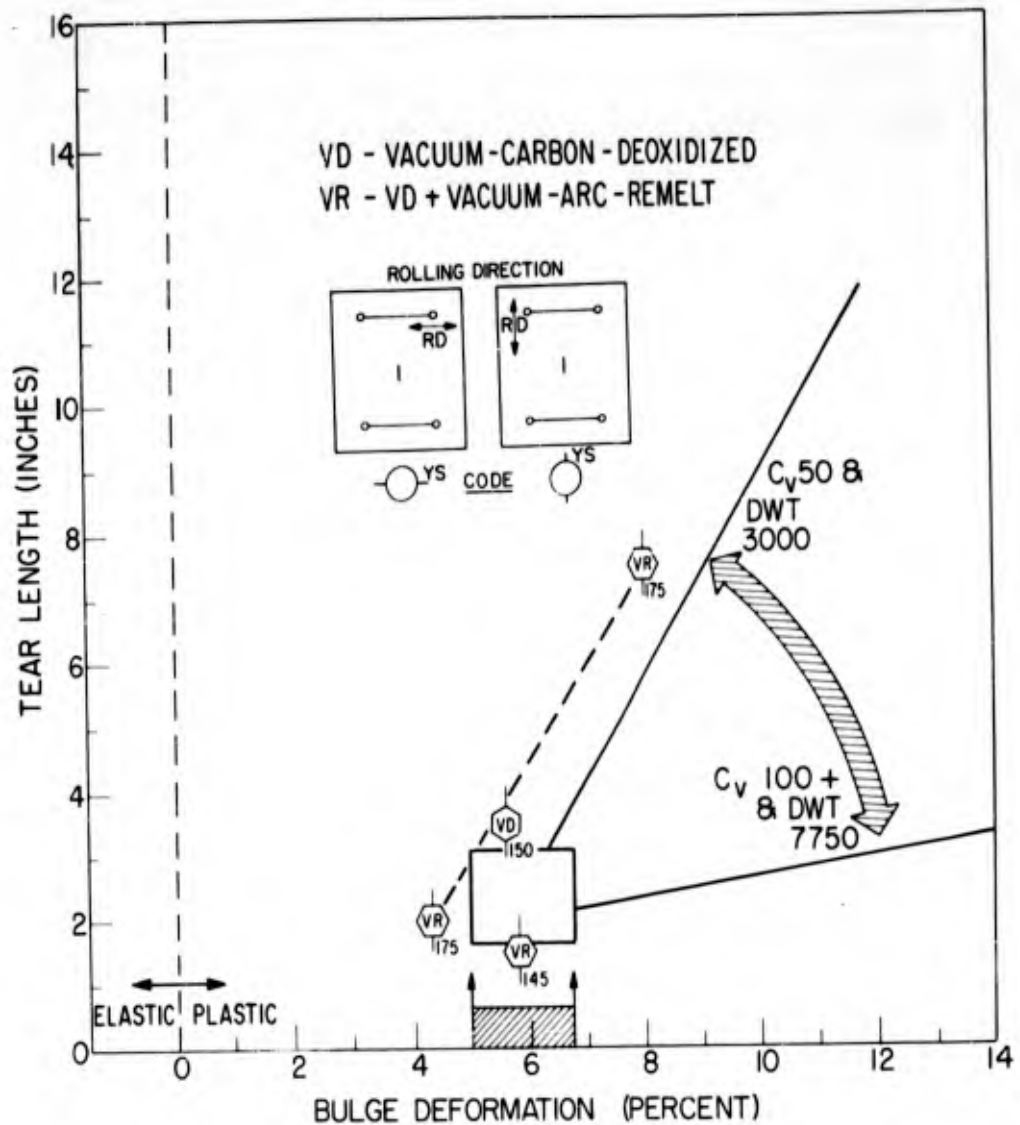 16
14
12
10
8
6
4
2
0
TEAR LENGTH (INCHES)
VD - VACUUM-CARBON-DEOXIDIZED
VR - VD + VACUUM-ARC-REMELT
ROLLING DIRECTION
RD
RD
YS
CODE
YS
Cv50 &
DWT
3000
VR
175
Cv 100 +
& DWT
7750
VD
150
VR
175
VR
145
ELASTIC
PLASTIC
0 2 4 6 8 10 12 14
BULGE DEFORMATION (PERCENT)